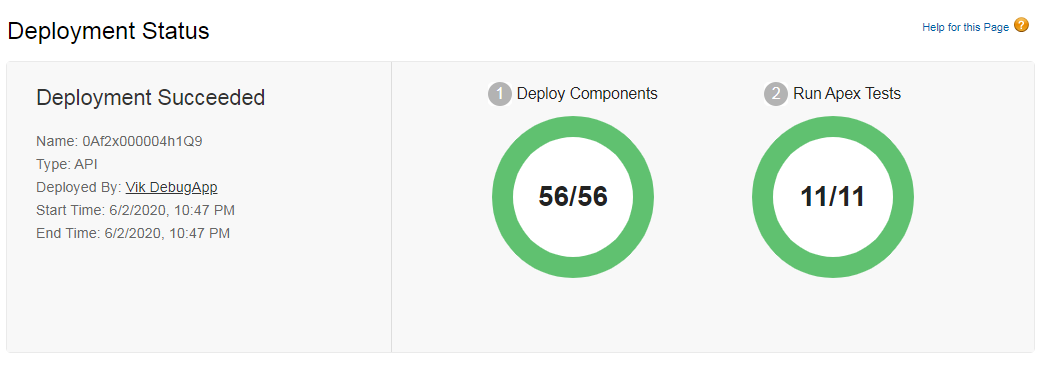 Deployment Status
Help for this Page ?
Deployment Succeeded
Name: 0Af2x000004h1Q9
Type: API
Deployed By: Vik DebugApp
Start Time: 6/2/2020, 10:47 PM
End Time: 6/2/2020, 10:47 PM
1 Deploy Components
56/56
2 Run Apex Tests
11/11